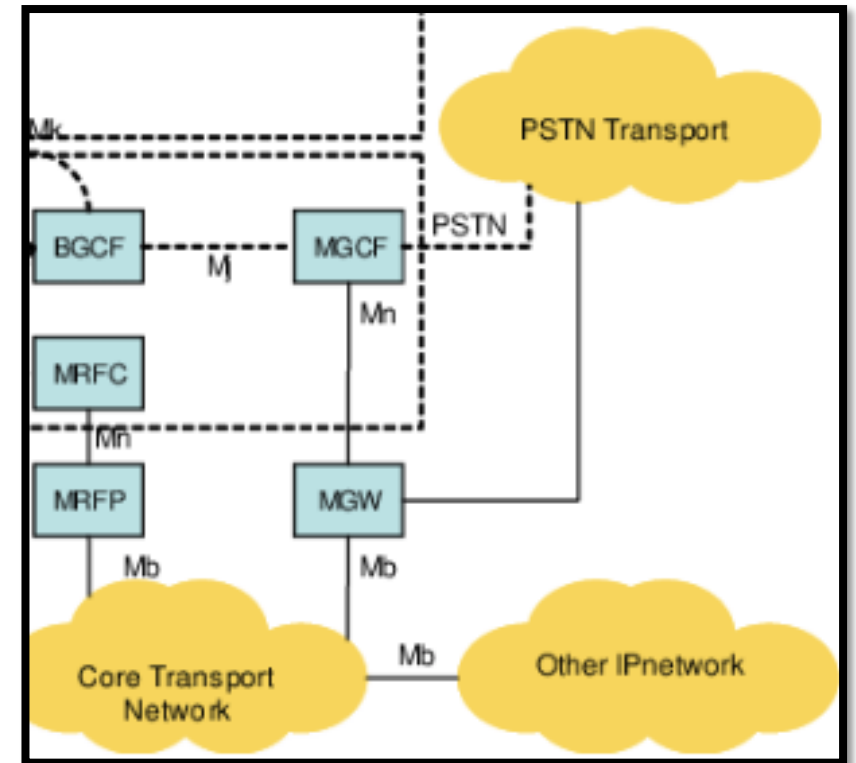 PSTN Transport
Mk
BGCF
Mj
MGCF
PSTN
Mn
MRFC
Mn
MRFP
MGW
Mb
Mb
Core Transport
Network
Mb
Other IPnetwork